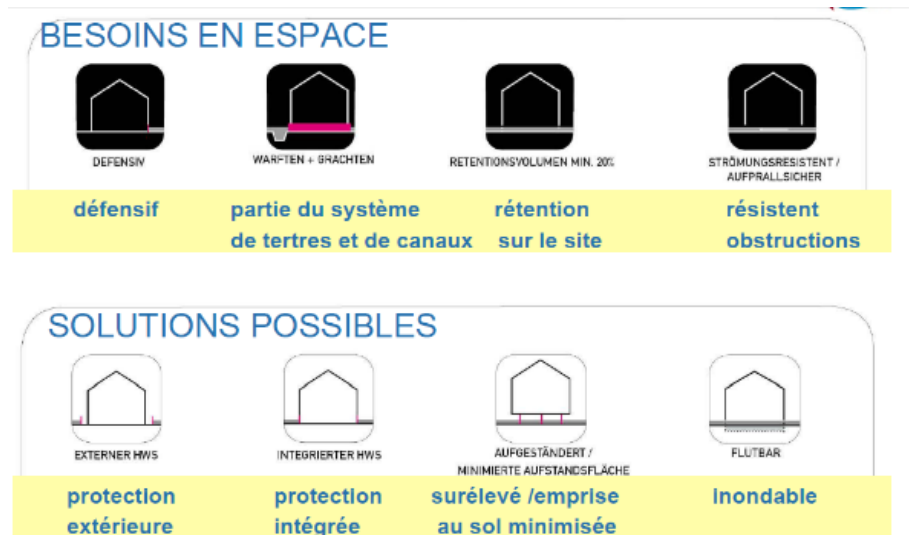 BESOINS EN ESPACE
DEFENSIV
WARFTEN + GRACHTEN
RETENTIONSVOLUMEN MIN. 20%
STRÖMUNGSRESISTENT /
AUFPRALLSICHER
défensif
partie du système
de tertres et de canaux
rétention
sur le site
résistent
obstructions
SOLUTIONS POSSIBLES
EXTERNER HWS
INTEGRIERTER HWS
AUFGESTÄNDERT /
MINIMIERTE AUFSTANDSFLÄCHE
FLUTBAR
protection
extérieure
protection
intégrée
surélevé /emprise
au sol minimisée
Inondable